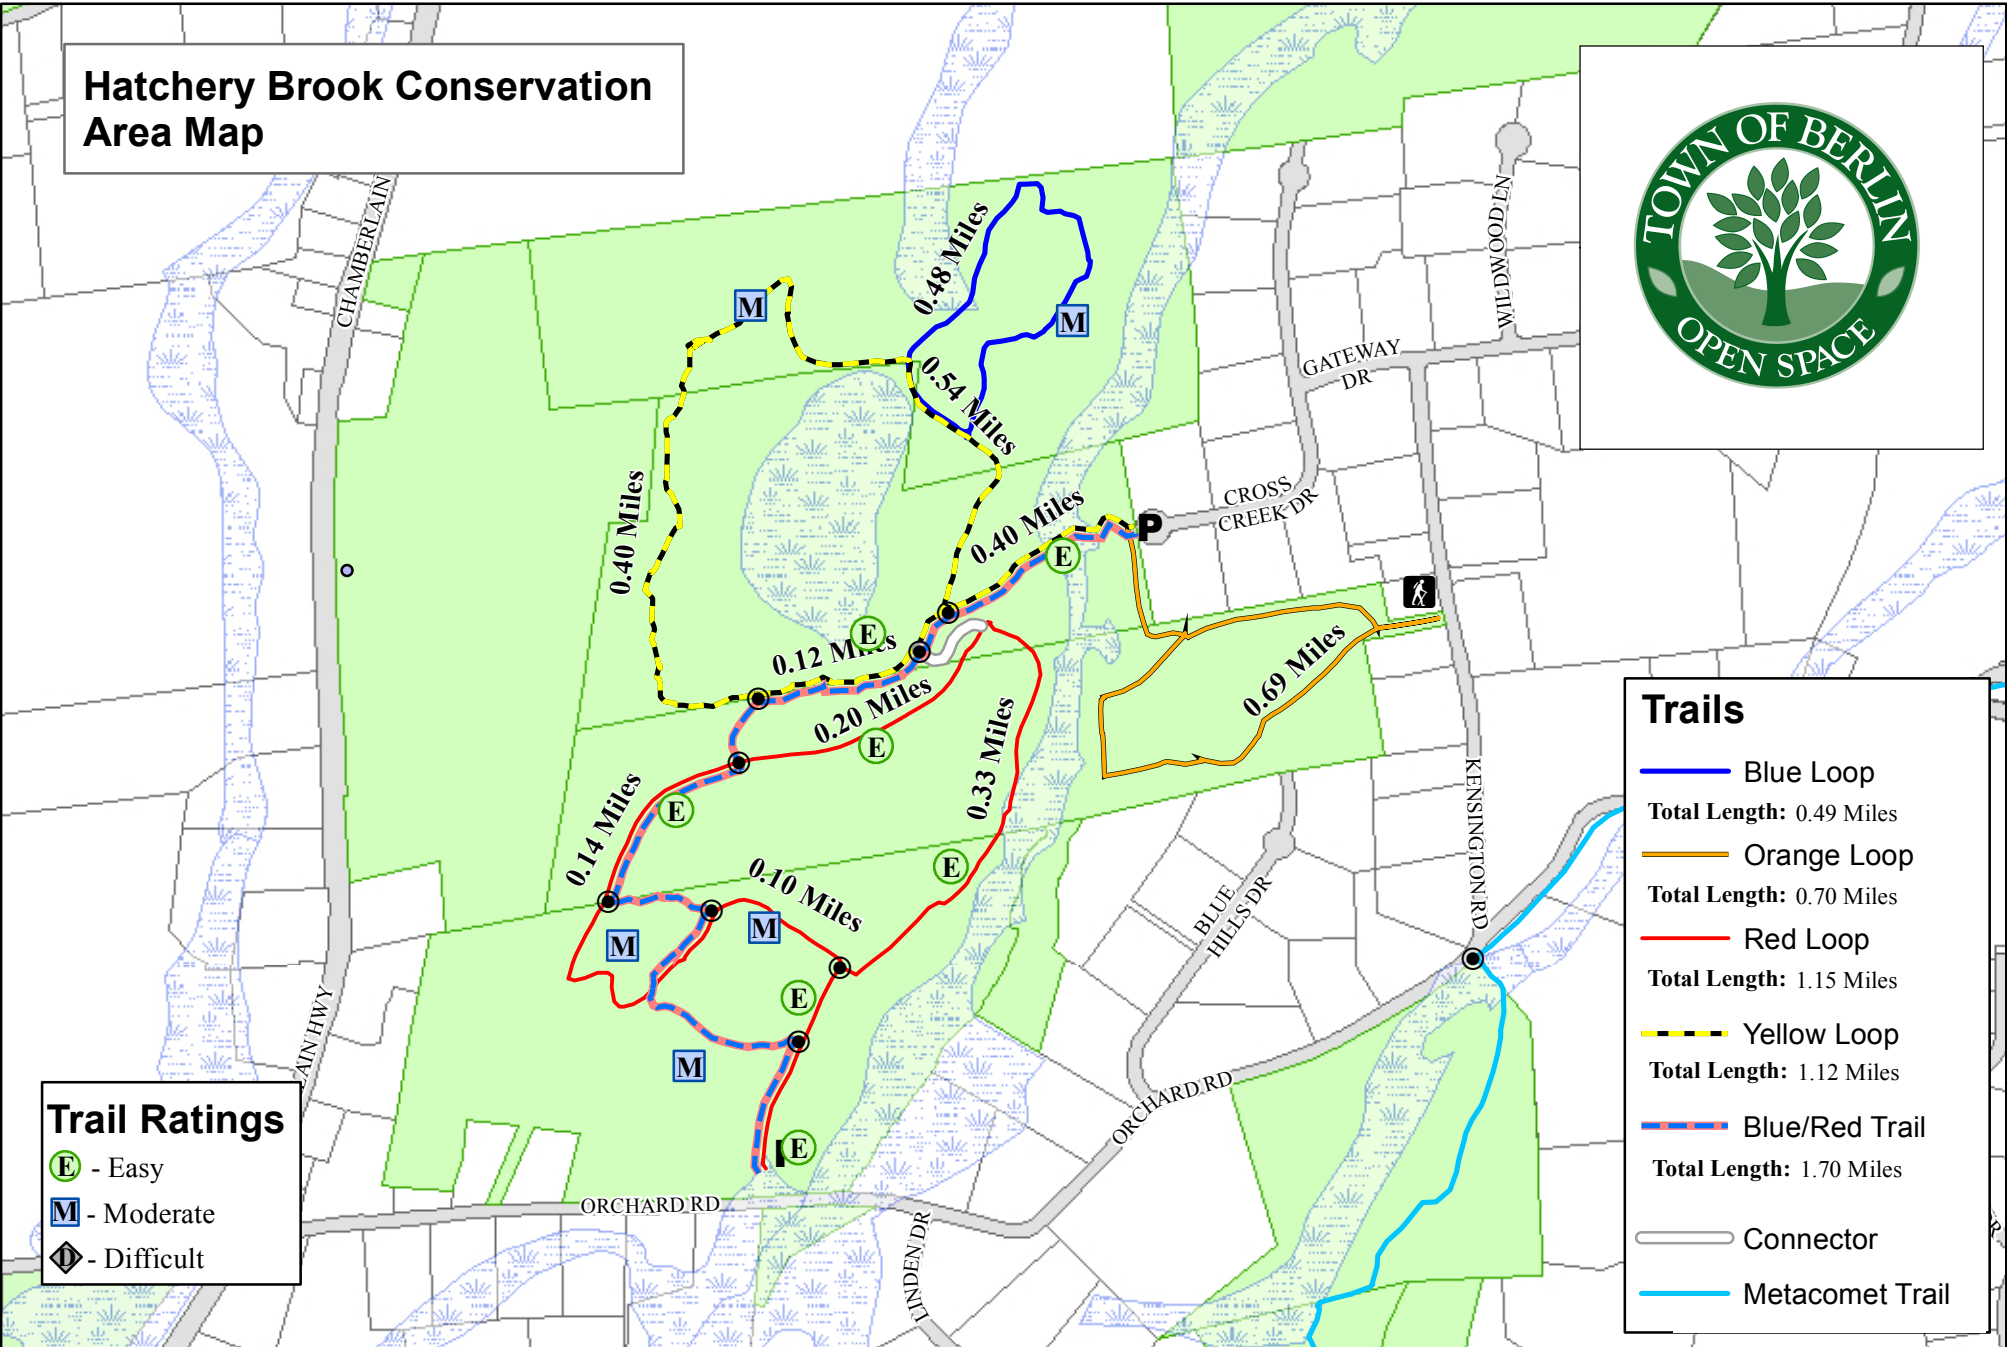 Hatchery Brook Conservation
Area Map
TOWN OF BERLIN
OPEN SPACE
CHAMBERLAIN
WILDWOOD
GATEWAY
DR
CROSS
CREEK DR
0.48 Miles
M
M
0.54 Miles
0.40 Miles
0.40 Miles
P
E
E
0.12
0.20 Miles
E
0.69 Miles
0.33 Miles
0.14 Miles
E
0.10 Miles
E
M
M
E
M
E
KENSINGTON RD
BLUE
HILLS DR
ORCHARD RD
ORCHARD RD
LINDEN DR
AIN HWY
Trails
Blue Loop
Total Length: 0.49 Miles
Orange Loop
Total Length: 0.70 Miles
Red Loop
Total Length: 1.15 Miles
Yellow Loop
Total Length: 1.12 Miles
Blue/Red Trail
Total Length: 1.70 Miles
Connector
Metacomet Trail
Trail Ratings
E - Easy
M - Moderate
D - Difficult